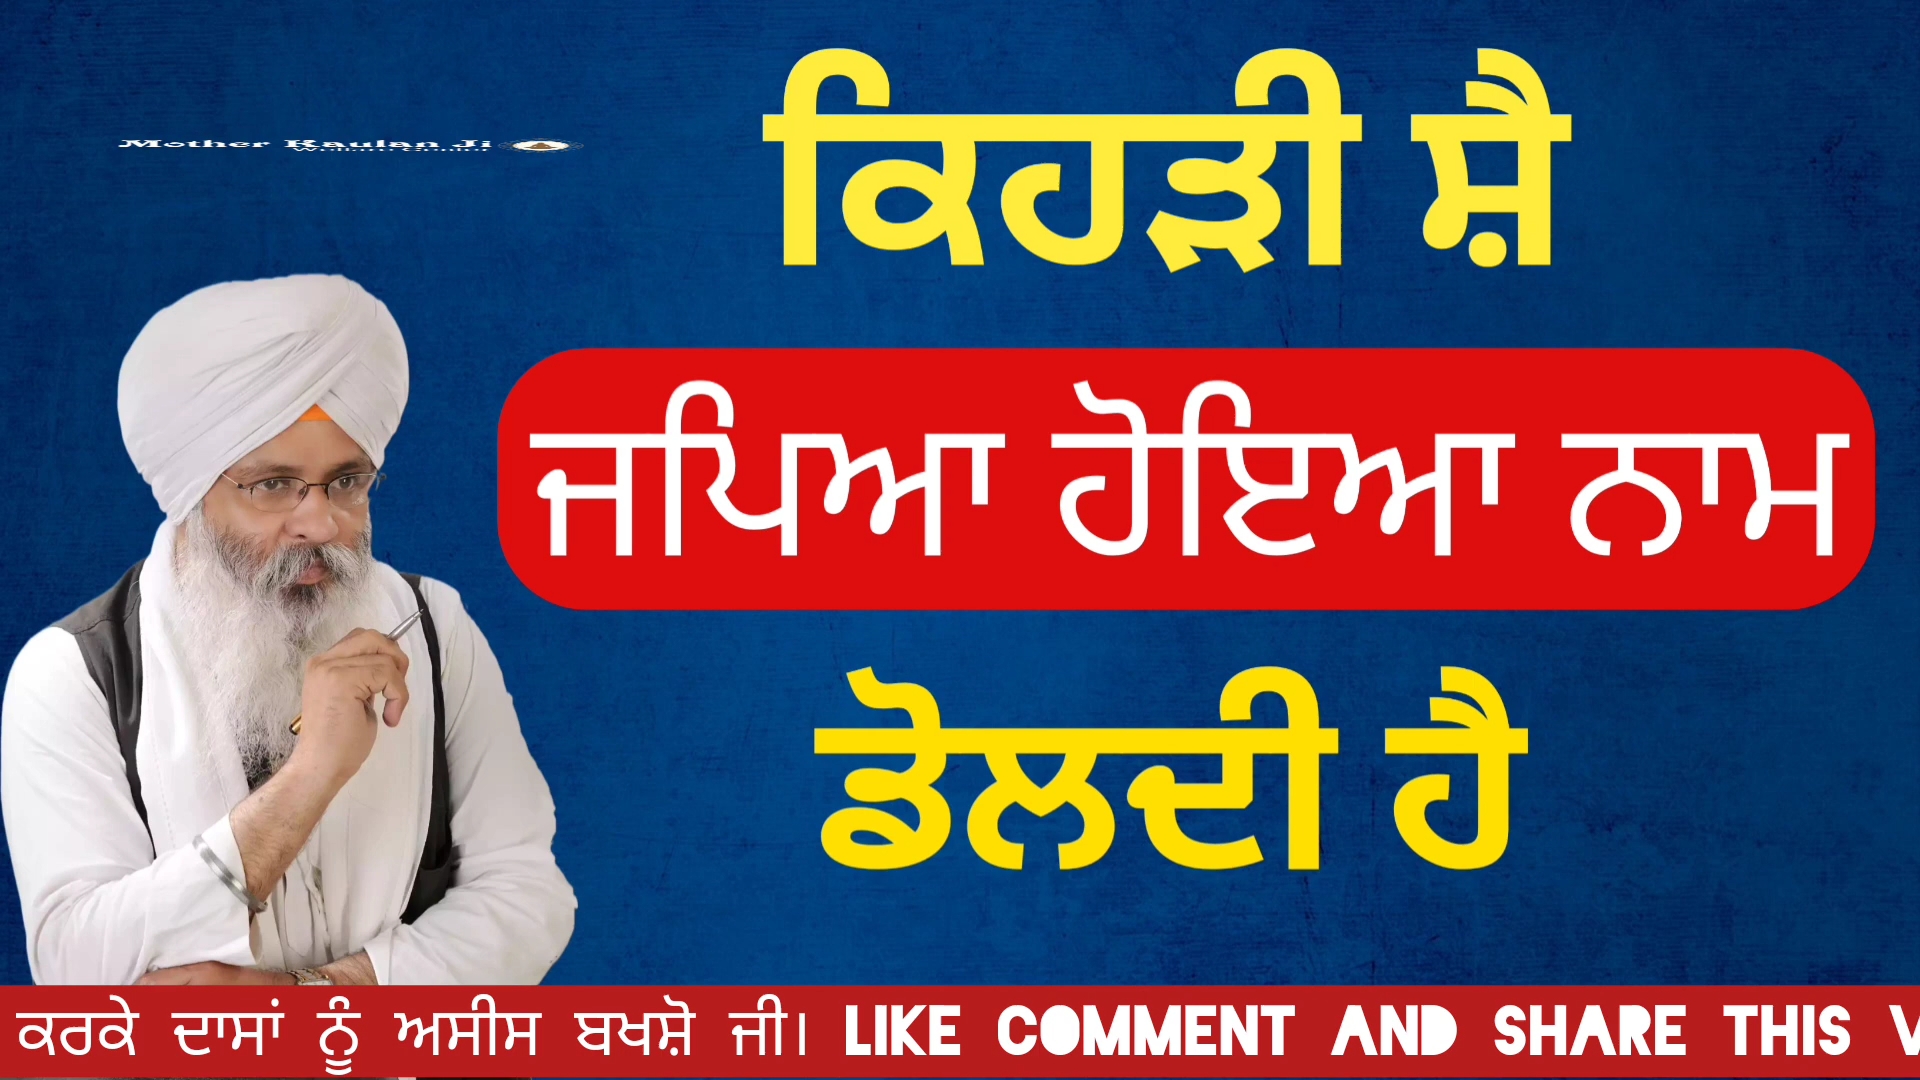 ਕਿਹੜੀ ਸ਼ੈ
Mother Kaulan Ji
ਜਪਿਆ ਹੋਇਆ ਨਾਮ
ਡੋਲਦੀ ਹੈ
ਕਰਕੇ ਦਾਸਾਂ ਨੂੰ ਅਸੀਸ ਬਖਸ਼ੋ ਜੀ। LIKE COMMENT AND SHARE THIS V